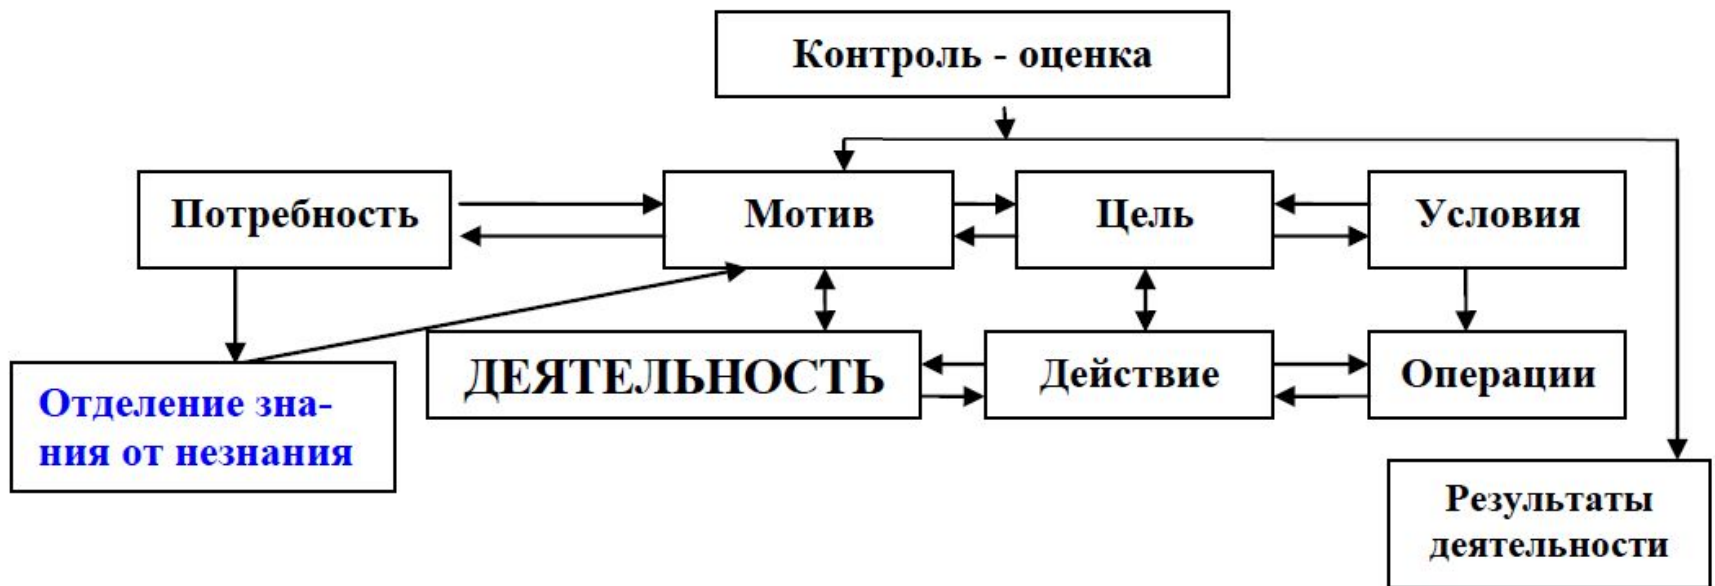 Контроль - оценка
Потребность
Мотив
Цель
Условия
ДЕЯТЕЛЬНОСТЬ
Действие
Операции
Отделение зна-
ния от незнания
Результаты
деятельности